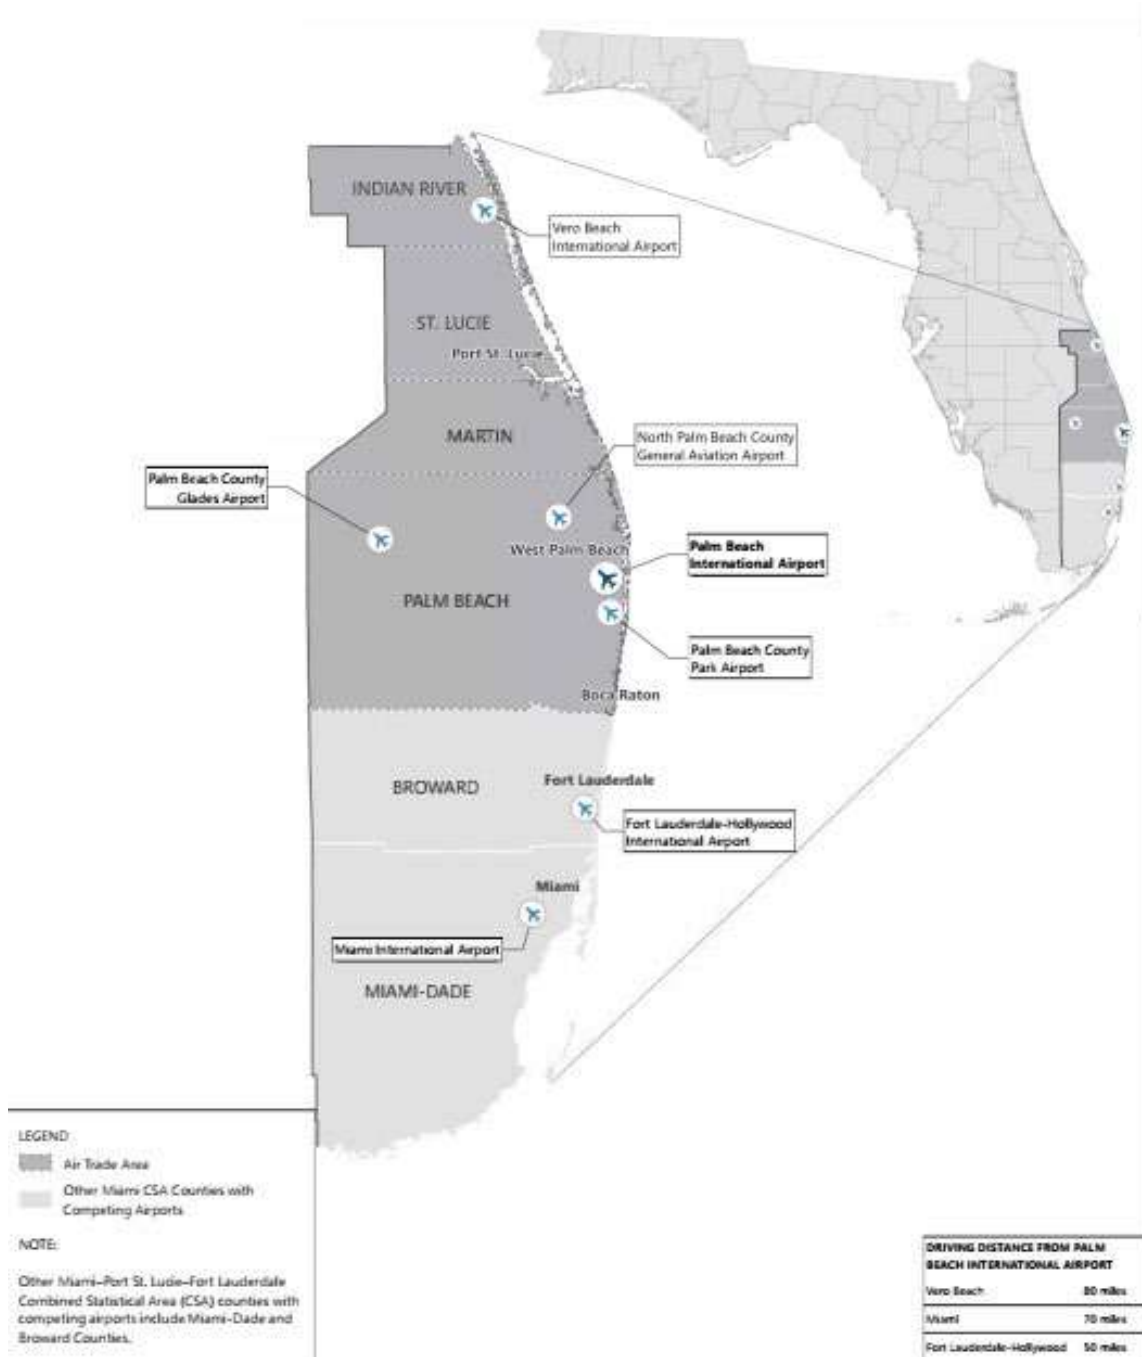 INDIAN RIVER
Vero Beach
International Airport
ST. LUCIE
Port St. Lucie
MARTIN
North Palm Beach County
General Aviation Airport
Palm Beach County
Glades Airport
West Palm Beach
Palm Beach
International Airport
PALM BEACH
Palm Beach County
Park Airport
Boca Raton
BROWARD
Fort Lauderdale
Fort Lauderdale-Hollywood
International Airport
Miami
Miami International Airport
MIAMI-DADE
LEGEND
Air Trade Area
Other Miami CSA Counties with
Competing Airports
NOTE:
Other Miami-Port St. Lucie-Fort Lauderdale
Combined Statistical Area (CSA) counties with
competing airports include Miami-Dade and
Broward Counties.
DRIVING DISTANCE FROM PALM
BEACH INTERNATIONAL AIRPORT
Vero Beach 80 miles
Miami 70 miles
Fort Lauderdale-Hollywood 50 miles